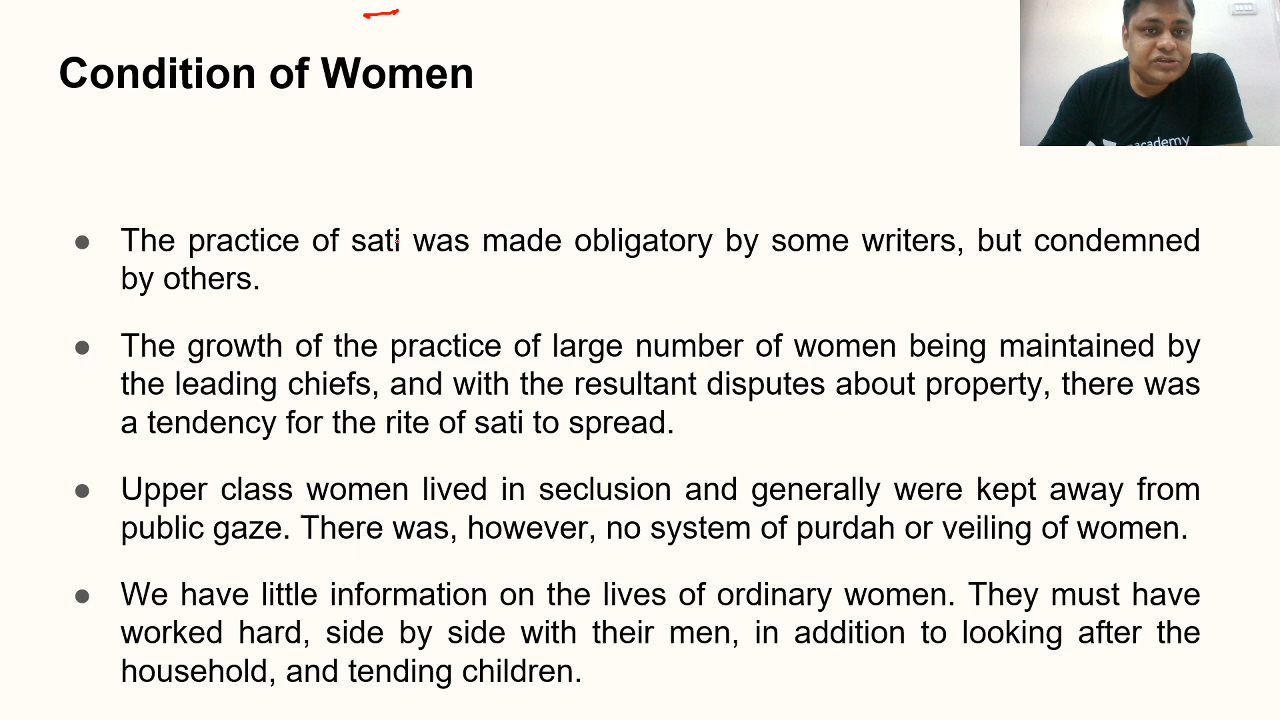 Condition of Women
academy
● The practice of sati was made obligatory by some writers, but condemned
by others.
● The growth of the practice of large number of women being maintained by
the leading chiefs, and with the resultant disputes about property, there was
a tendency for the rite of sati to spread.
● Upper class women lived in seclusion and generally were kept away from
public gaze. There was, however, no system of purdah or veiling of women.
● We have little information on the lives of ordinary women. They must have
worked hard, side by side with their men, in addition to looking after the
household, and tending children.